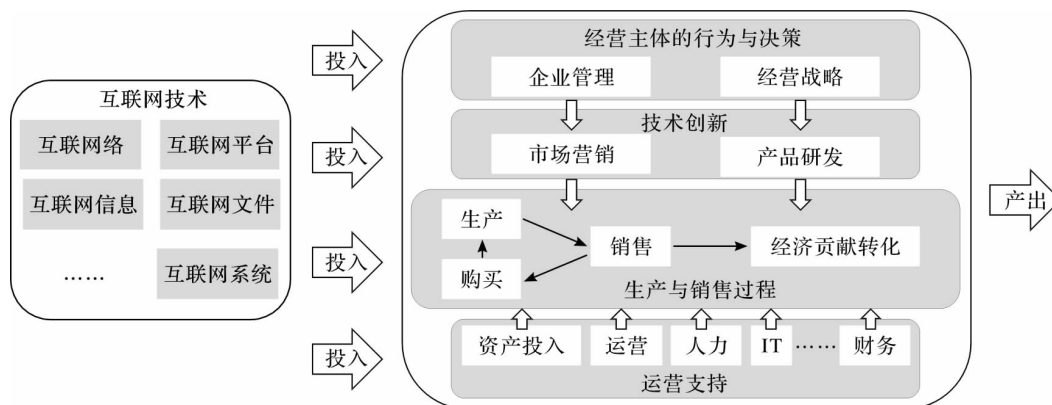 互联网技术
互联网络
互联网平台
互联网信息
互联网文件
……
互联网系统
投入
投入
投入
投入
经营主体的行为与决策
企业管理
经营战略
技术创新
市场营销
产品研发
生产
销售
经济贡献转化
购买
生产与销售过程
资产投入
运营
人力
IT
……
财务
运营支持
产出